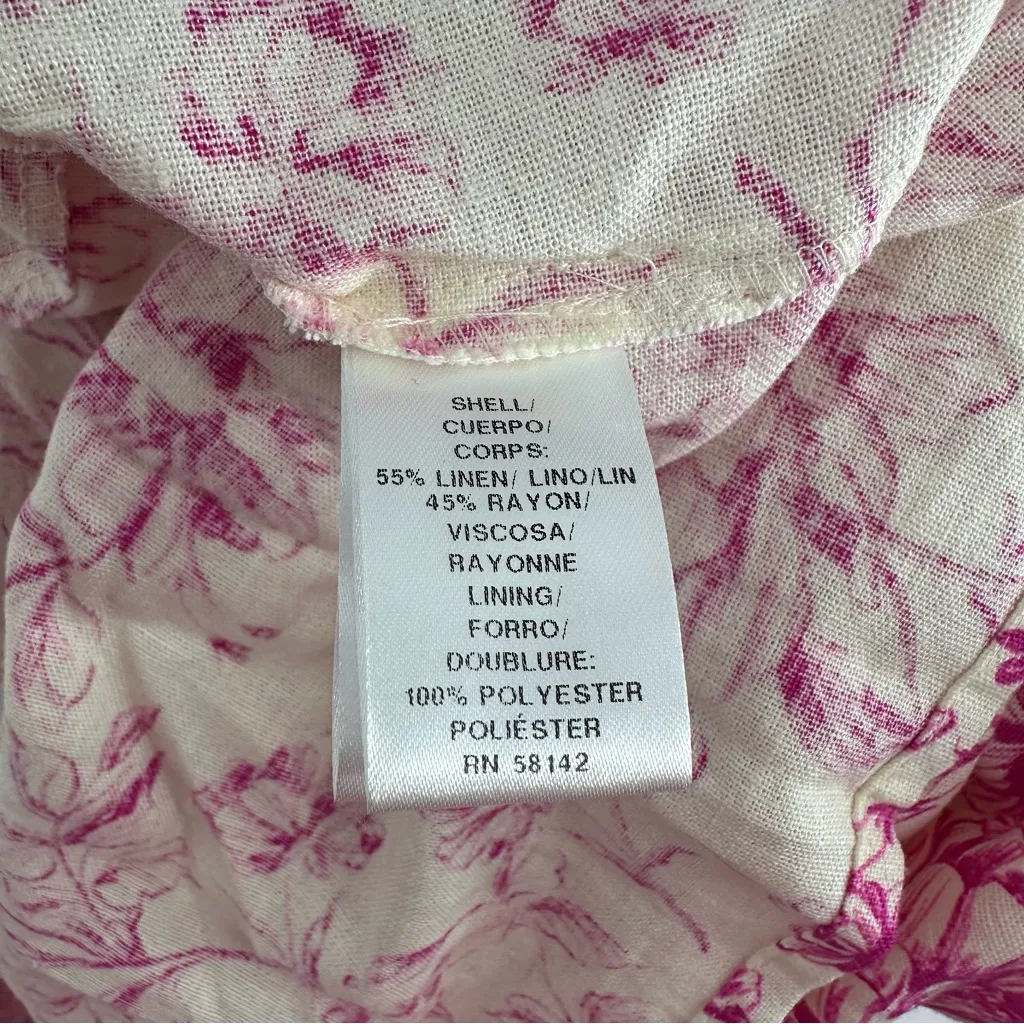 SHELL/
CUERPO/
CORPS:
55% LINEN/ LINO/LIN
45% RAYON/
VISCOSA/
RAYONNE
LINING/
FORRO/
DOUBLURE:
100% POLYESTER
POLIÉSTER
RN 58142